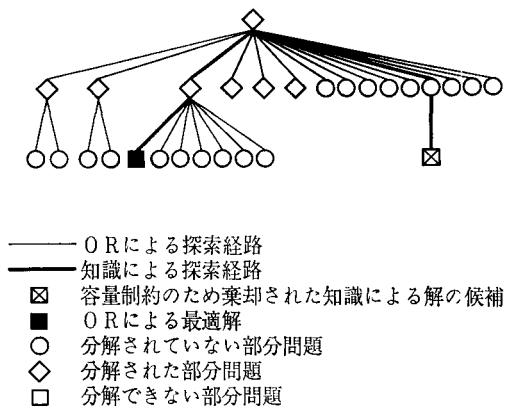 ORによる探索経路
知識による探索経路
容量制約のため棄却された知識による解の候補
ORによる最適解
分解されていない部分問題
分解された部分問題
分解できない部分問題